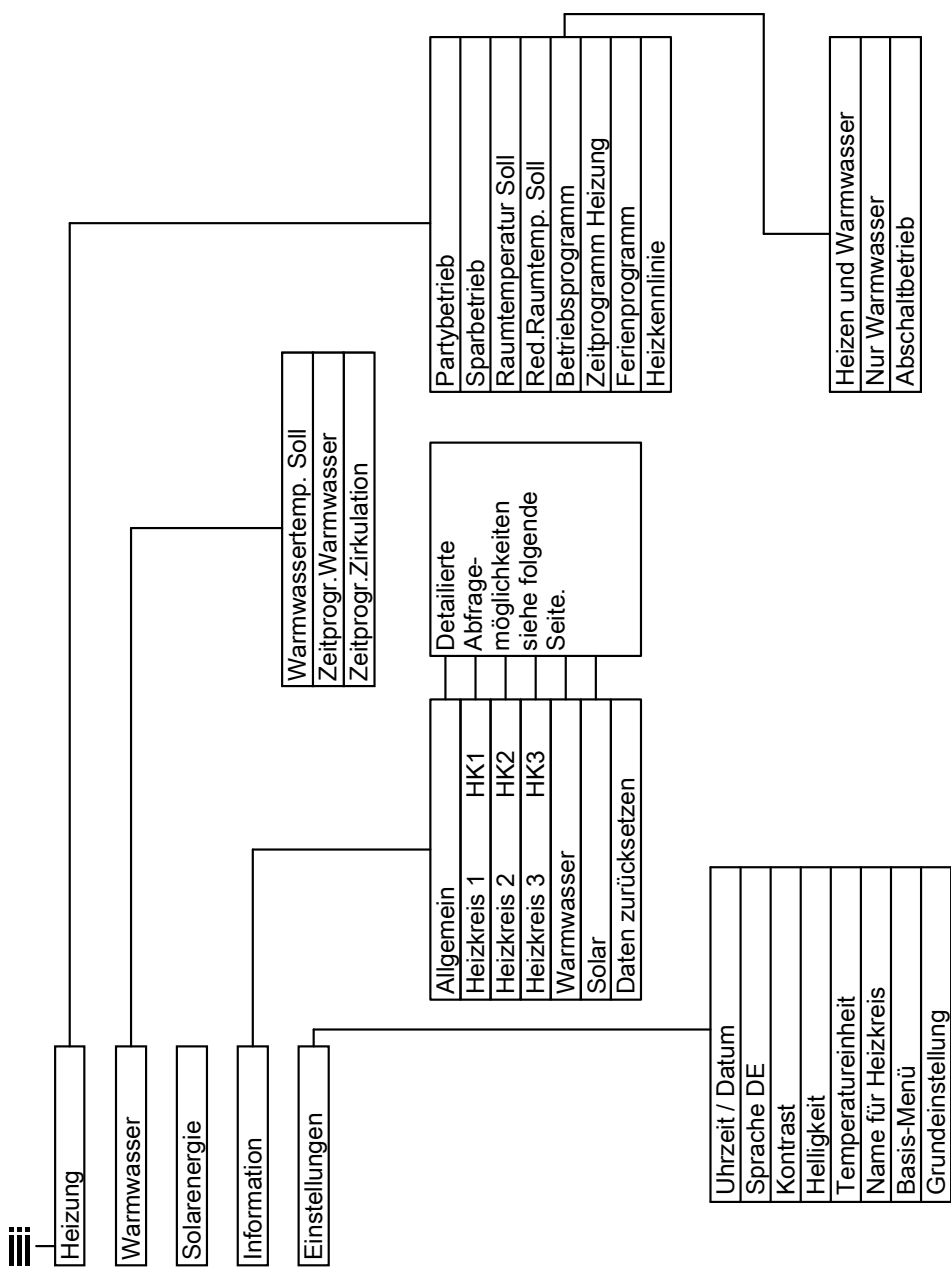 Heizung
Warmwasser
Solarenergie
Information
Einstellungen
Partybetrieb
Sparbetrieb
Raumtemperatur Soll
Red.Raumtemp. Soll
Betriebsprogramm
Zeitprogramm Heizung
Ferienprogramm
Heizkennlinie
Heizen und Warmwasser
Nur Warmwasser
Abschaltbetrieb
Warmwassertemp. Soll
Zeitprogr.Warmwasser
Zeitprogr.Zirkulation
Allgemein
Heizkreis 1 HK1
Heizkreis 2 HK2
Heizkreis 3 HK3
Warmwasser
Solar
Daten zurücksetzen
Detailierte
Abfrage-
möglichkeiten
siehe folgende
Seite.
Uhrzeit / Datum
Sprache DE
Kontrast
Helligkeit
Temperatureinheit
Name für Heizkreis
Basis-Menü
Grundeinstellung